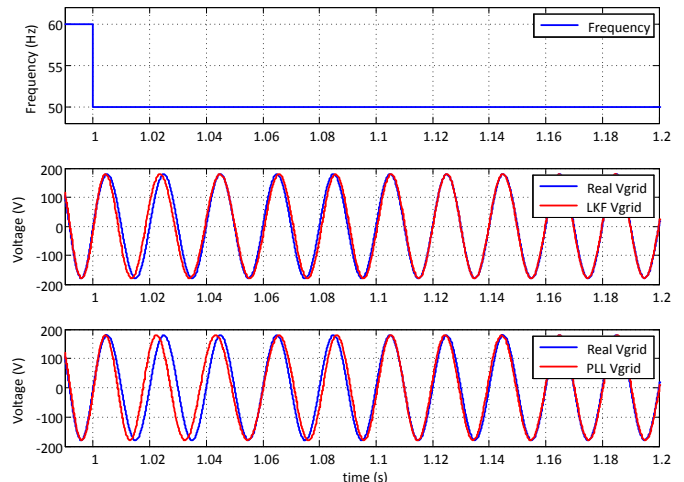 60
55
50
Frequency (Hz)
Frequency
1 1.02 1.04 1.06 1.08 1.1 1.12 1.14 1.16 1.18 1.2
200
100
0
-100
-200
Voltage (V)
Real Vgrid
LKF Vgrid
1 1.02 1.04 1.06 1.08 1.1 1.12 1.14 1.16 1.18 1.2
200
100
0
-100
-200
Voltage (V)
Real Vgrid
PLL Vgrid
1 1.02 1.04 1.06 1.08 1.1 1.12 1.14 1.16 1.18 1.2
time (s)